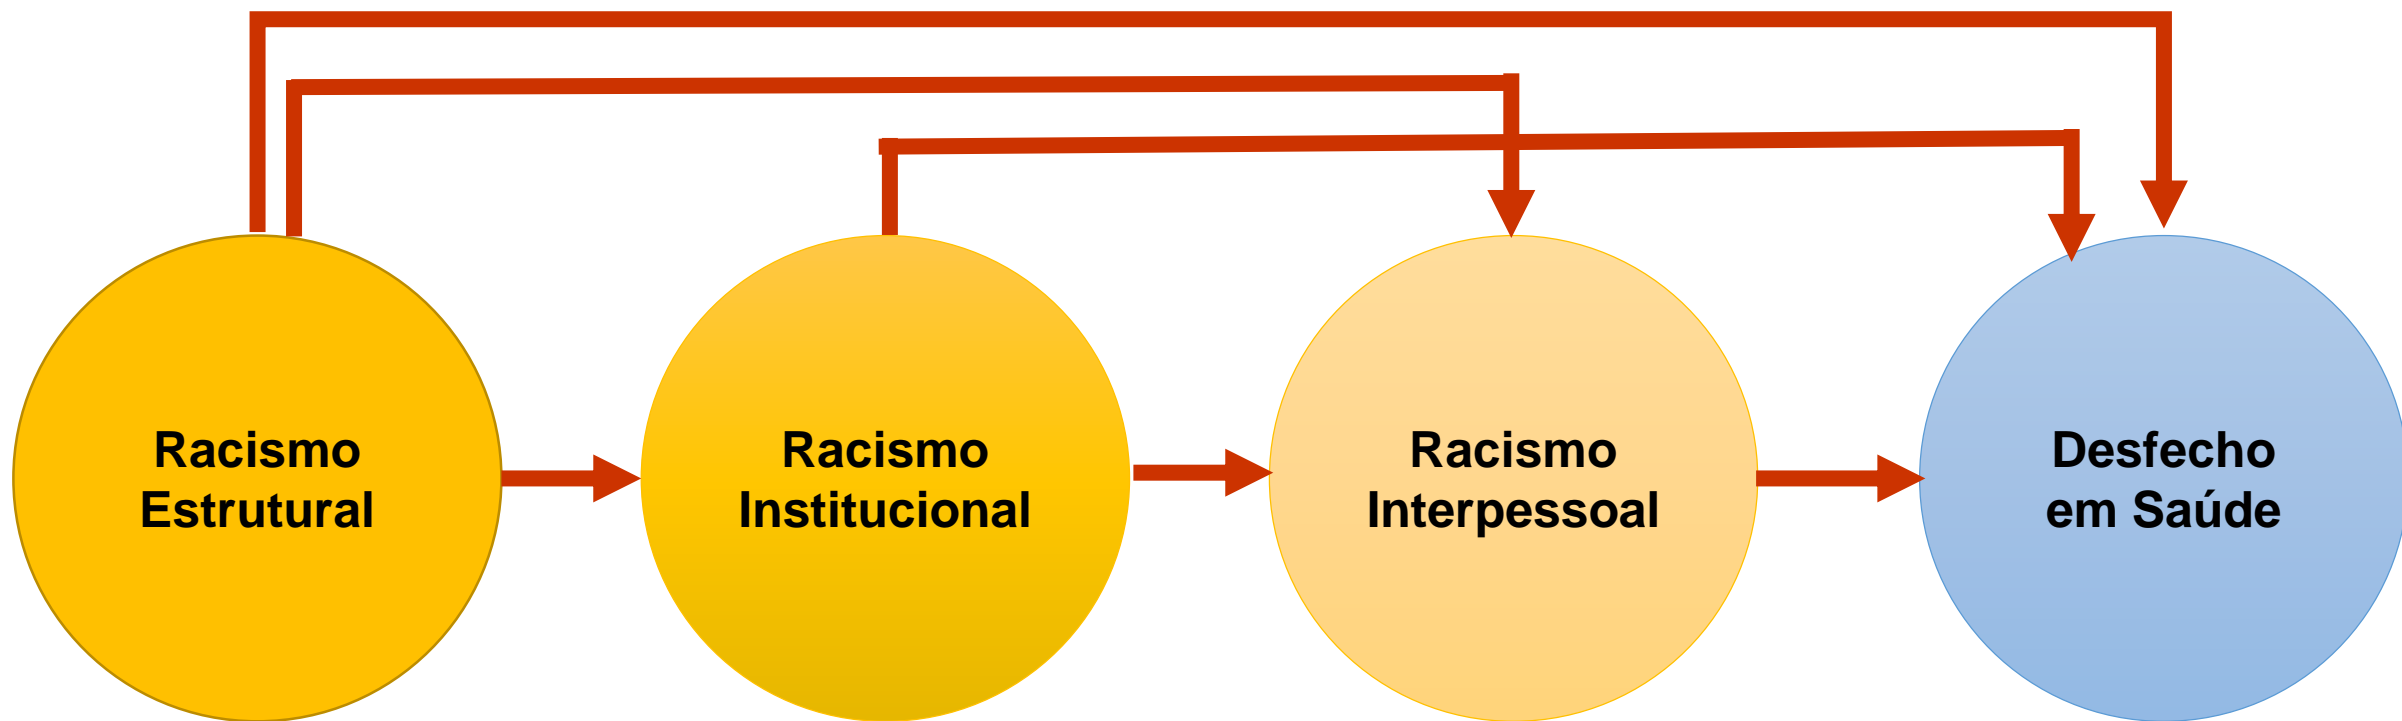 Racismo
Estrutural
Racismo
Institucional
Racismo
Interpessoal
Desfecho
em Saúde